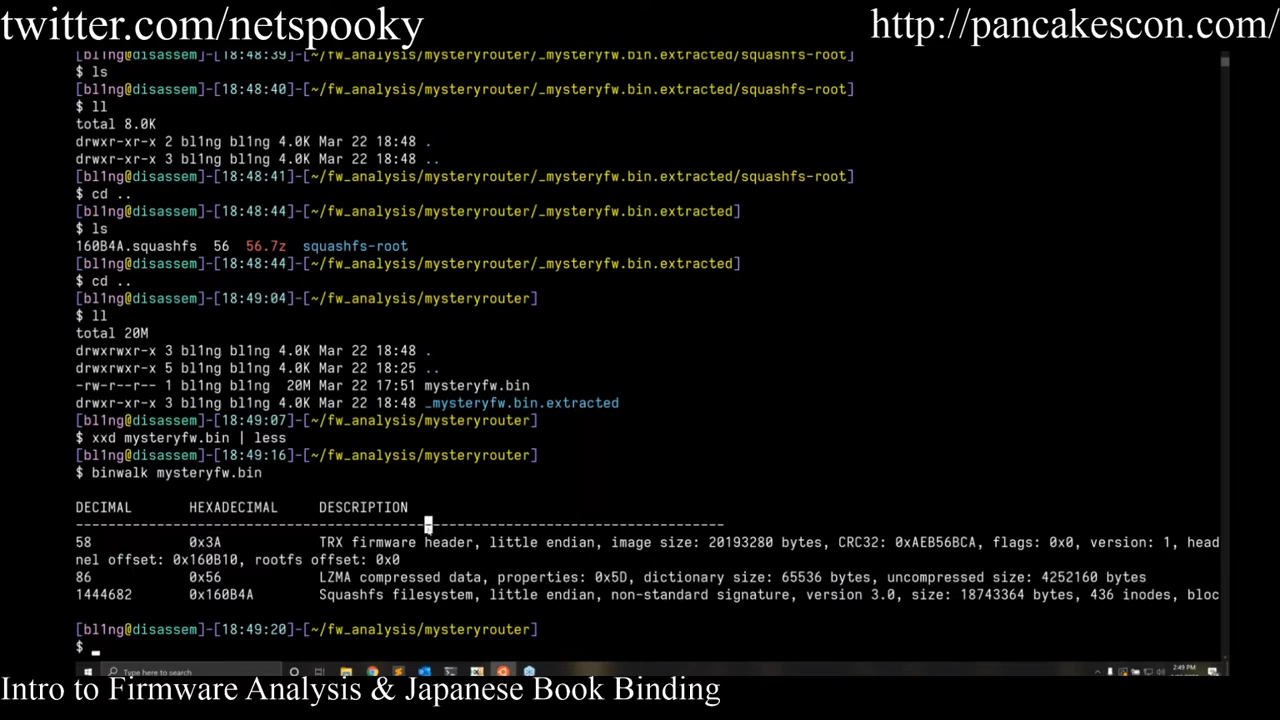 twitter.com/netspooky
http://pancakescon.com/
[bl1ng@disassem]-[18:48:39]-[~/fw_analysis/mysteryrouter/_mysteryfw.bin.extracted/squashfs-root]
$ ls
[bl1ng@disassem]-[18:48:40]-[~/fw_analysis/mysteryrouter/_mysteryfw.bin.extracted/squashfs-root]
$ ll
total 8.0K
drwxr-xr-x 2 bl1ng bl1ng 4.0K Mar 22 18:48 .
drwxr-xr-x 3 bl1ng bl1ng 4.0K Mar 22 18:48 ..
[bl1ng@disassem]-[18:48:41]-[~/fw_analysis/mysteryrouter/_mysteryfw.bin.extracted/squashfs-root]
$ cd ..
[bl1ng@disassem]-[18:48:44]-[~/fw_analysis/mysteryrouter/_mysteryfw.bin.extracted]
$ ls
160B4A.squashfs  56  56.7z  squashfs-root
[bl1ng@disassem]-[18:48:44]-[~/fw_analysis/mysteryrouter/_mysteryfw.bin.extracted]
$ cd ..
[bl1ng@disassem]-[18:49:04]-[~/fw_analysis/mysteryrouter]
$ ll
total 20M
drwxrwxr-x 3 bl1ng bl1ng 4.0K Mar 22 18:48 .
drwxrwxr-x 5 bl1ng bl1ng 4.0K Mar 22 18:25 ..
-rw-r--r-- 1 bl1ng bl1ng  20M Mar 22 17:51 mysteryfw.bin
drwxrwxr-x 3 bl1ng bl1ng 4.0K Mar 22 18:48 _mysteryfw.bin.extracted
[bl1ng@disassem]-[18:49:07]-[~/fw_analysis/mysteryrouter]
$ xxd mysteryfw.bin | less
[bl1ng@disassem]-[18:49:16]-[~/fw_analysis/mysteryrouter]
$ binwalk mysteryfw.bin
DECIMAL       HEXADECIMAL     DESCRIPTION
--------------------------------------------------------------------------------
58            0x3A            TRX firmware header, little endian, image size: 20193280 bytes, CRC32: 0xAEB56BCA, flags: 0x0, version: 1, head
nel offset: 0x160B10, rootfs offset: 0x0
86            0x56            LZMA compressed data, properties: 0x5D, dictionary size: 65536 bytes, uncompressed size: 4252160 bytes
1444682       0x160B4A        Squashfs filesystem, little endian, non-standard signature, version 3.0, size: 18743364 bytes, 436 inodes, bloc
[bl1ng@disassem]-[18:49:20]-[~/fw_analysis/mysteryrouter]
$
Type here to search
2:49 PM
Intro to Firmware Analysis & Japanese Book Binding